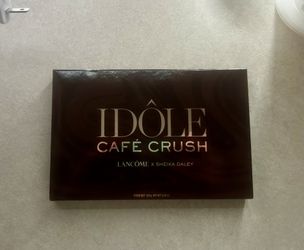 IDÔLE
CAFÉ CRUSH
LANCÔME X SHEIKA DALEY